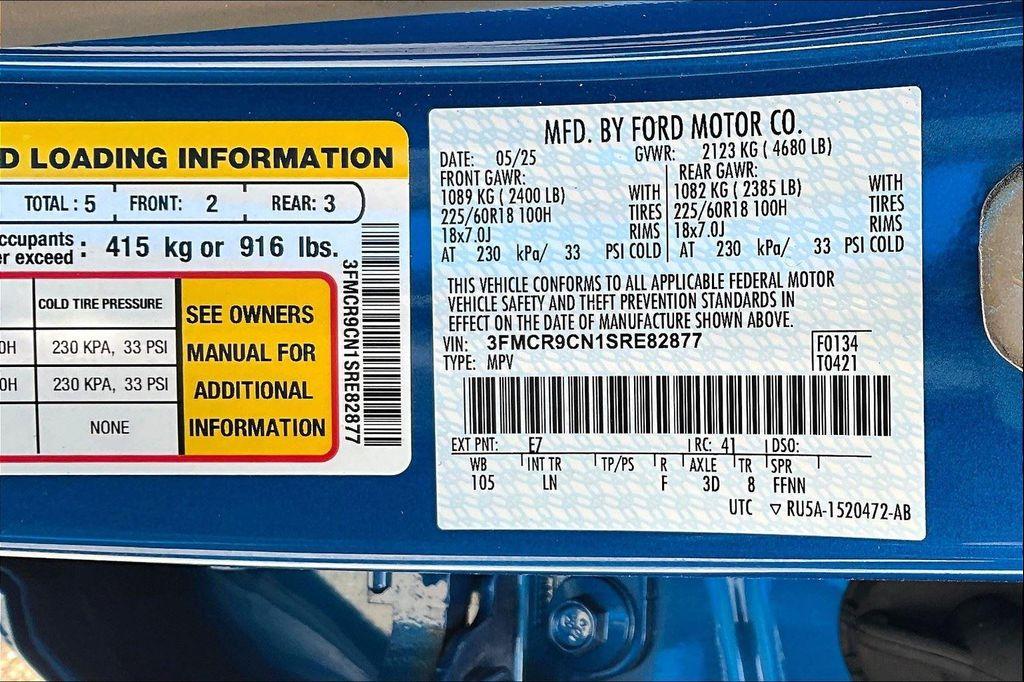 D LOADING INFORMATION
TOTAL : 5 FRONT: 2 REAR: 3
ccupants
er exceed : 415 kg or 916 lbs.
COLD TIRE PRESSURE
0H 230 KPA, 33 PSI
0H 230 KPA, 33 PSI
NONE
SEE OWNERS
MANUAL FOR
ADDITIONAL
INFORMATION
3FMCR9CN1SRE82877
MFD. BY FORD MOTOR CO.
DATE: 05/25 GVWR: 2123 KG ( 4680 LB)
FRONT GAWR: REAR GAWR:
1089 KG ( 2400 LB) WITH 1082 KG ( 2385 LB) WITH
225/60R18 100H TIRES 225/60R18 100H TIRES
18x7.0J RIMS 18x7.0J RIMS
AT 230 kPa/ 33 PSI COLD AT 230 kPa/ 33 PSI COLD
THIS VEHICLE CONFORMS TO ALL APPLICABLE FEDERAL MOTOR
VEHICLE SAFETY AND THEFT PREVENTION STANDARDS IN
EFFECT ON THE DATE OF MANUFACTURE SHOWN ABOVE.
VIN: 3FMCR9CN1SRE82877 F0134
TYPE: MPV T0421
EXT PNT: E7 RC: 41 DSO:
WB INT TR TP/PS R AXLE TR SPR
105 LN F 3D 8 FFNN
UTC ▽ RU5A-1520472-AB